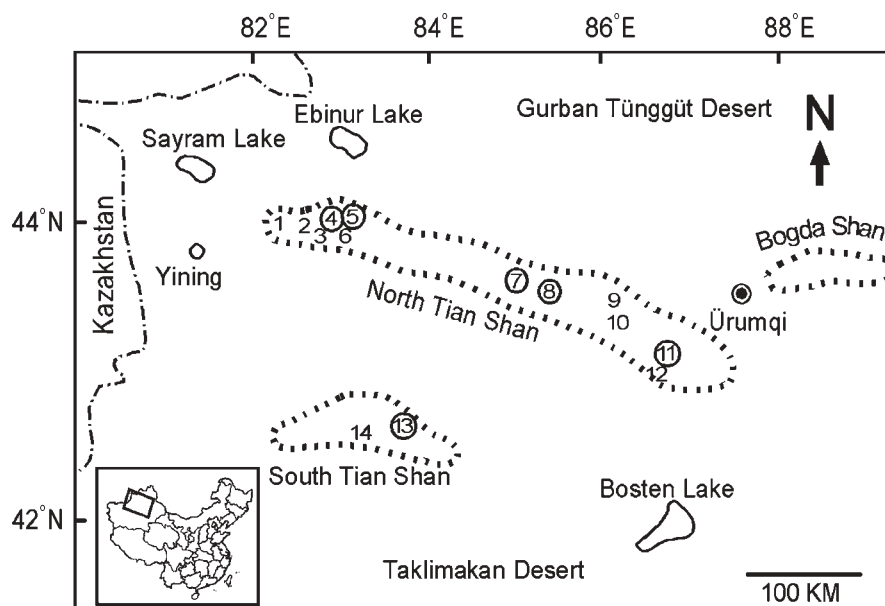 82°E
84°E
86°E
88°E
Gurban Tünggüt Desert
Ebinur Lake
Sayram Lake
N
44°N
1
2
3
4
5
6
Kazakhstan
Yining
7
8
9
10
11
12
North Tian Shan
Bogda Shan
Ürumqi
13
14
South Tian Shan
Bosten Lake
42°N
Taklimakan Desert
100 KM